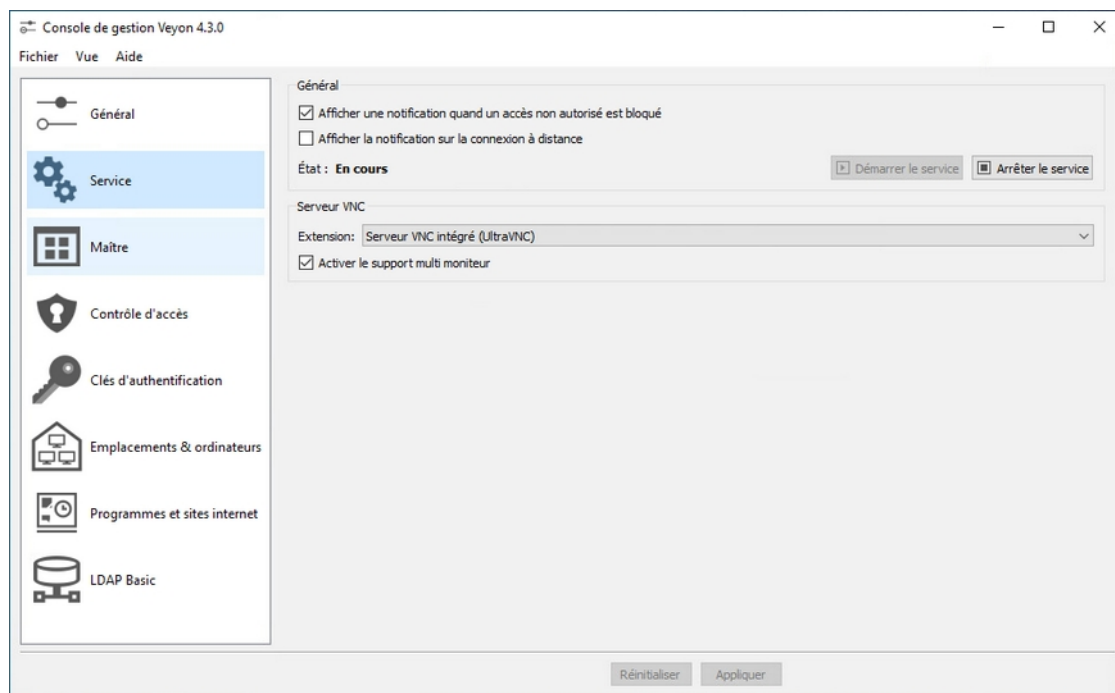 Console de gestion Veyon 4.3.0
Fichier Vue Aide
Général
Service
Maître
Contrôle d'accès
Clés d'authentification
Emplacements & ordinateurs
Programmes et sites internet
LDAP Basic
Général
Afficher une notification quand un accès non autorisé est bloqué
Afficher la notification sur la connexion à distance
État : En cours
Démarrer le service
Arrêter le service
Serveur VNC
Extension: Serveur VNC intégré (UltraVNC)
Activer le support multi moniteur
Réinitialiser
Appliquer